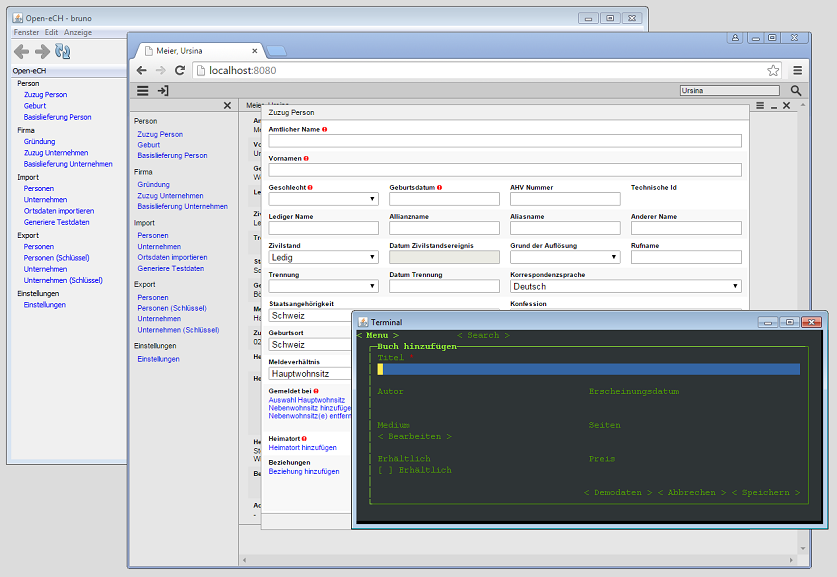 Open-eCH - bruno
Fenster Edit Anzeige
Open-eCH
Person
Zuzug Person
Geburt
Basislieferung Person
Firma
Gründung
Zuzug Unternehmen
Basislieferung Unternehmen
Import
Personen
Unternehmen
Ortsdaten importieren
Generiere Testdaten
Export
Personen
Personen (Schlüssel)
Unternehmen
Unternehmen (Schlüssel)
Einstellungen
Einstellungen
Meier, Ursina
localhost:8080
Ursina
Person
Zuzug Person
Geburt
Basislieferung Person
Firma
Gründung
Zuzug Unternehmen
Basislieferung Unternehmen
Import
Personen
Unternehmen
Ortsdaten importieren
Generiere Testdaten
Export
Personen
Personen (Schlüssel)
Unternehmen
Unternehmen (Schlüssel)
Einstellungen
Einstellungen
Zuzug Person
Amtlicher Name
Vornamen
Geschlecht Geburtsdatum AHV Nummer Technische Id
Lediger Name Allianzname Aliasname Anderer Name
Zivilstand Datum Zivilstandsereignis Grund der Auflösung Rufname
Ledig
Trennung Datum Trennung Korrespondenzsprache
Deutsch
Staatsangehörigkeit Konfession
Schweiz
Geburtsort
Schweiz
Meldeverhältnis
Hauptwohnsitz
Gemeldet bei
Auswahl Hauptwohnsitz
Nebenwohnsitz hinzufüge
Nebenwohnsitz(e) entfern
Heimatort
Heimatort hinzufügen
Beziehungen
Beziehung hinzufügen
Terminal
< Menu > < Search >
Buch hinzufügen
Titel
Autor Erscheinungsdatum
Medium Seiten
< Bearbeiten >
Erhältlich Preis
[ ] Erhältlich
< Demodaten > < Abbrechen > < Speichern >